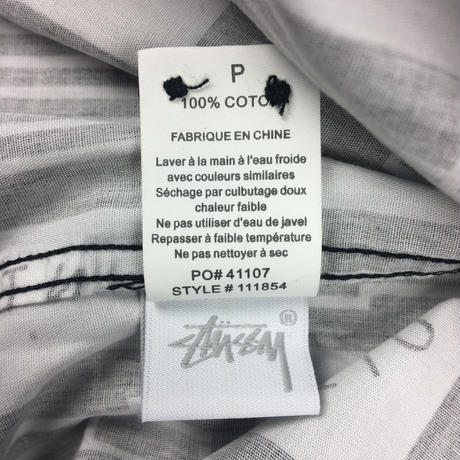 P
100% COTON
FABRIQUE EN CHINE
Laver à la main à l'eau froide
avec couleurs similaires
Séchage par culbutage doux
chaleur faible
Ne pas utiliser d'eau de javel
Repasser à faible température
Ne pas nettoyer à sec
PO# 41107
STYLE # 111854
STÜSSY ®